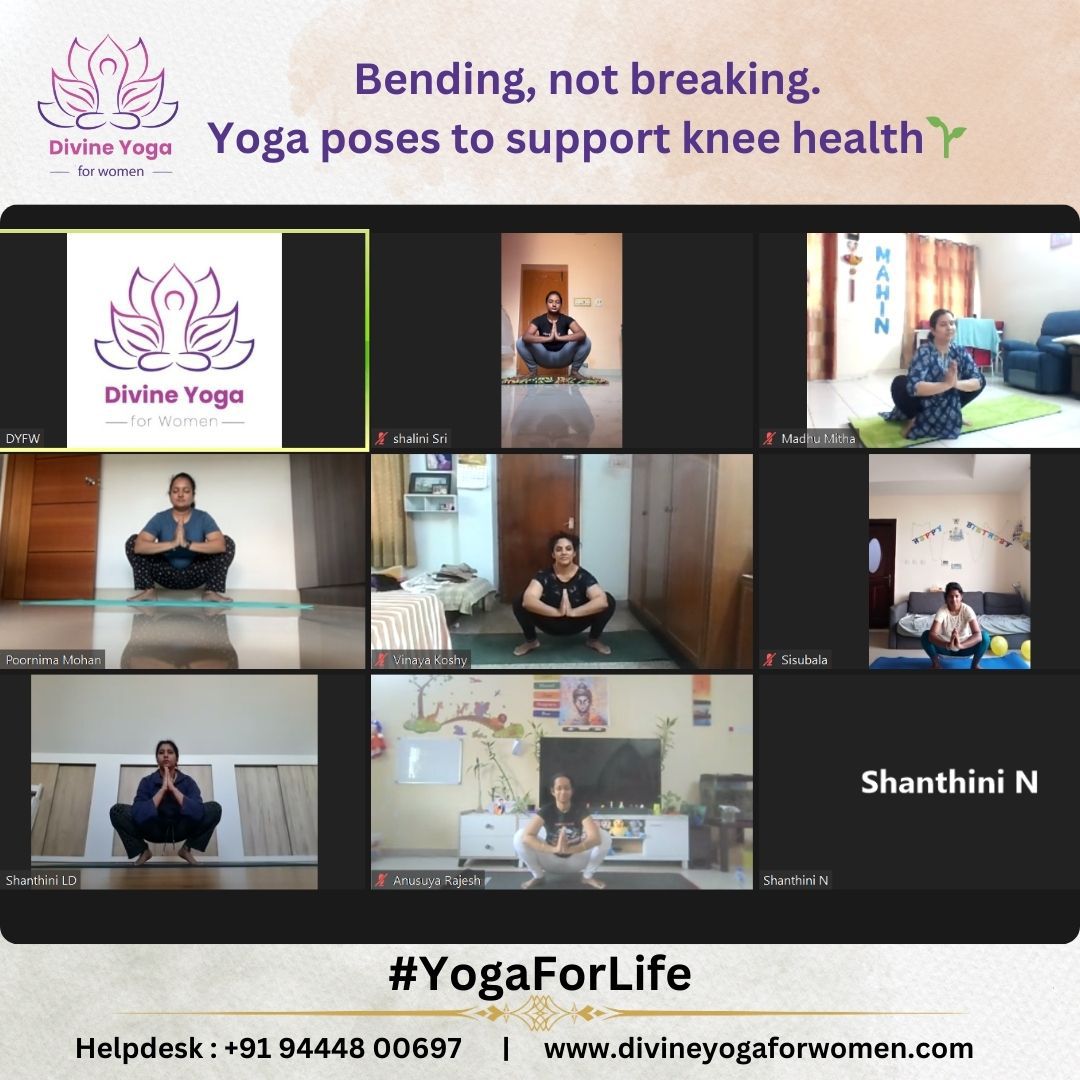 Divine Yoga
for women
Bending, not breaking.
Yoga poses to support knee health
Divine Yoga
for Women
DYFW
shalini Sri
MAHIN
Madhu Mitha
Poornima Mohan
Vinaya Koshy
HAPPY BIRTHDAY
Sisubala
Shanthini LD
Anusuya Rajesh
Shanthini N
Shanthini N
#YogaForLife
Helpdesk : +91 94448 00697 | www.divineyogaforwomen.com